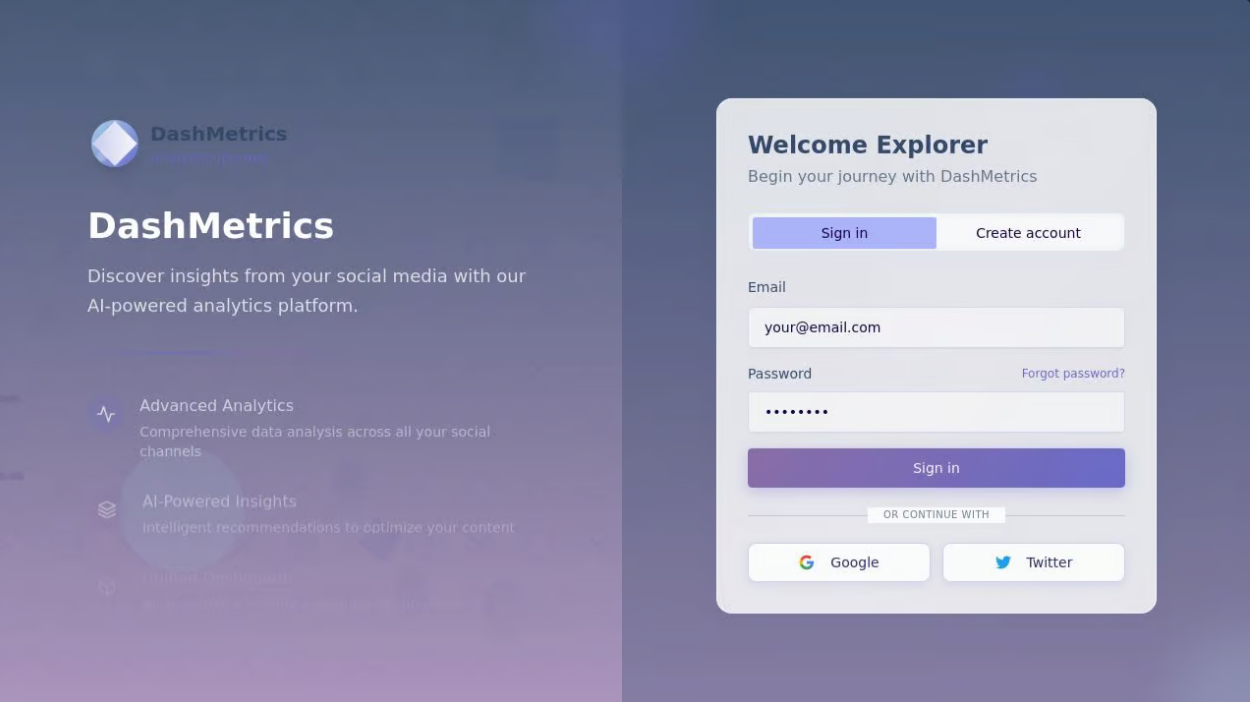 DashMetrics
DashMetrics
Discover insights from your social media with our
AI-powered analytics platform.
Advanced Analytics
Comprehensive data analysis across all your social
channels
AI-Powered Insights
Intelligent recommendations to optimize your content
Unified Dashboard
Welcome Explorer
Begin your journey with DashMetrics
Sign in
Create account
Email
your@email.com
Password
Forgot password?
••••••••
Sign in
OR CONTINUE WITH
Google
Twitter